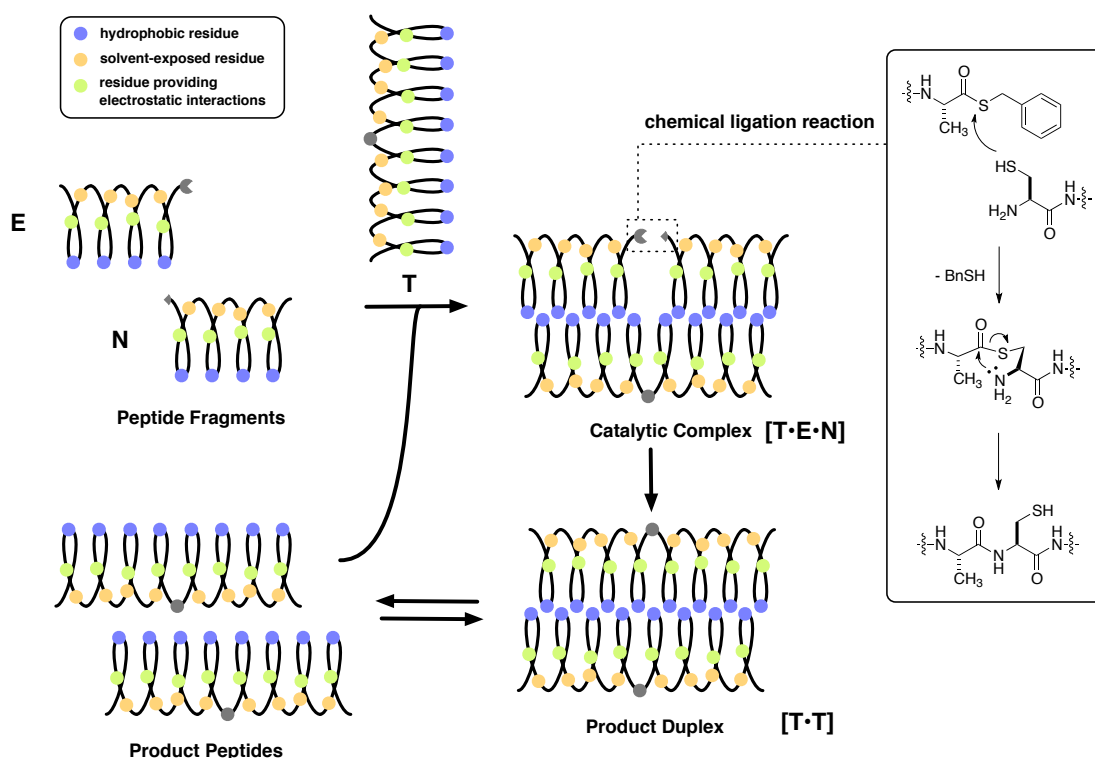 hydrophobic residue
solvent-exposed residue
residue providing
electrostatic interactions
E
N
Peptide Fragments
T
chemical ligation reaction
Catalytic Complex [T·E·N]
Product Duplex [T·T]
Product Peptides
H
N
O
S
CH3
HS
H2N
O
H
N
- BnSH
H
N
O
S
CH3
N
H2
O
H
N
H
N
O
CH3
N
H
SH
O
H
N